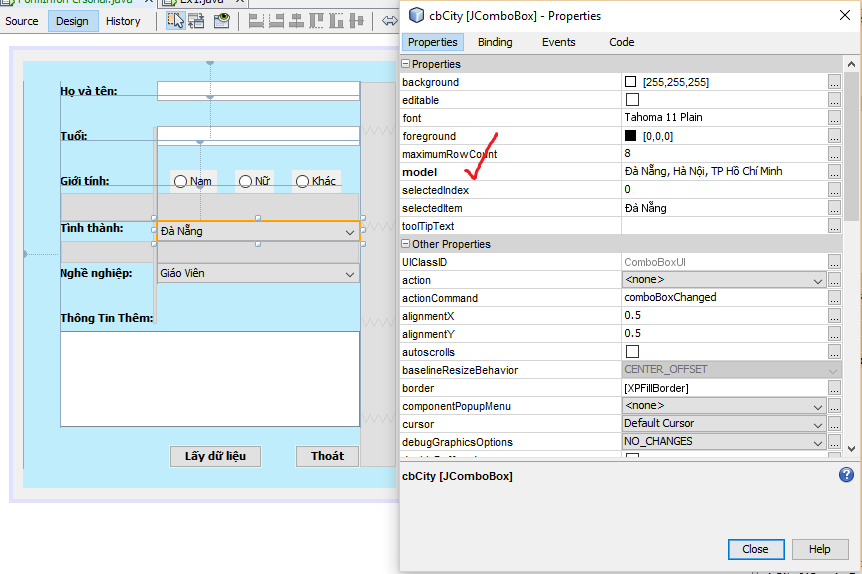 Ex1.java
Source Design History
Họ và tên:
Tuổi:
Giới tính:
Nam Nữ Khác
Tình thành:
Đà Nẵng
Nghề nghiệp:
Giáo Viên
Thông Tin Thêm:
Lấy dữ liệu Thoát
cbCity [JComboBox] - Properties
Properties Binding Events Code
Properties
background [255,255,255]
editable
font Tahoma 11 Plain
foreground [0,0,0]
maximumRowCount 8
model Đà Nẵng, Hà Nội, TP Hồ Chí Minh
selectedIndex 0
selectedItem Đà Nẵng
toolTipText
Other Properties
UIClassID ComboBoxUI
action <none>
actionCommand comboBoxChanged
alignmentX 0.5
alignmentY 0.5
autoscrolls
baselineResizeBehavior CENTER_OFFSET
border [XPFillBorder]
componentPopupMenu <none>
cursor Default Cursor
debugGraphicsOptions NO_CHANGES
cbCity [JComboBox]
Close Help